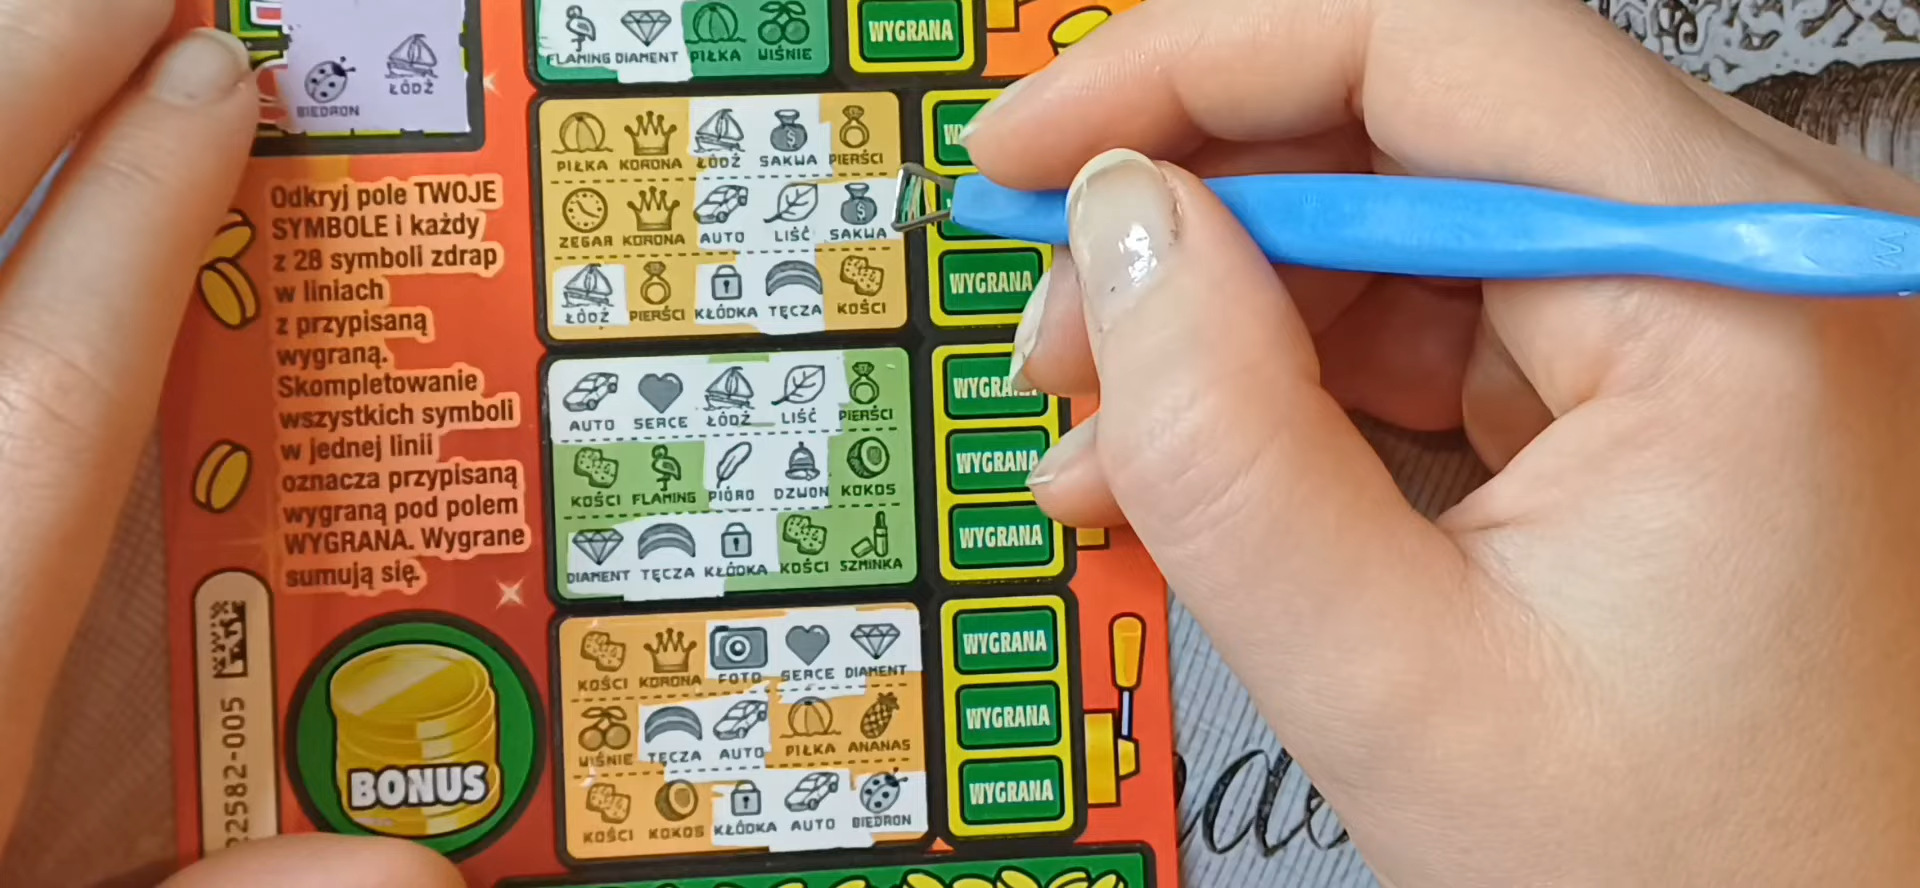 FLAMING DIAMENT PIŁKA WIŚNIE
WYGRANA
BIEDRON ŁÓDŹ
PIŁKA KORONA ŁÓDŹ SAKWA PIERŚCI
ZEGAR KORONA AUTO LIŚĆ SAKWA
ŁÓDŹ PIERŚCI KŁÓDKA TĘCZA KOŚCI
WYGRANA
Odkryj pole TWOJE
SYMBOLE i każdy
z 28 symboli zdrap
w liniach
z przypisaną
wygraną.
Skompletowanie
wszystkich symboli
w jednej linii
oznacza przypisaną
wygraną pod polem
WYGRANA. Wygrane
sumują się.
AUTO SERCE ŁÓDŹ LIŚĆ PIERŚCI
WYGRANA
KOŚCI FLAMING PIÓRO DZWON KOKOS
WYGRANA
DIAMENT TĘCZA KŁÓDKA KOŚCI SZMINKA
WYGRANA
KOŚCI KORONA FOTO SERCE DIAMENT
WYGRANA
WIŚNIE TĘCZA AUTO PIŁKA ANANAS
WYGRANA
KOŚCI KOKOS KŁÓDKA AUTO BIEDRON
WYGRANA
22582-005
BONUS